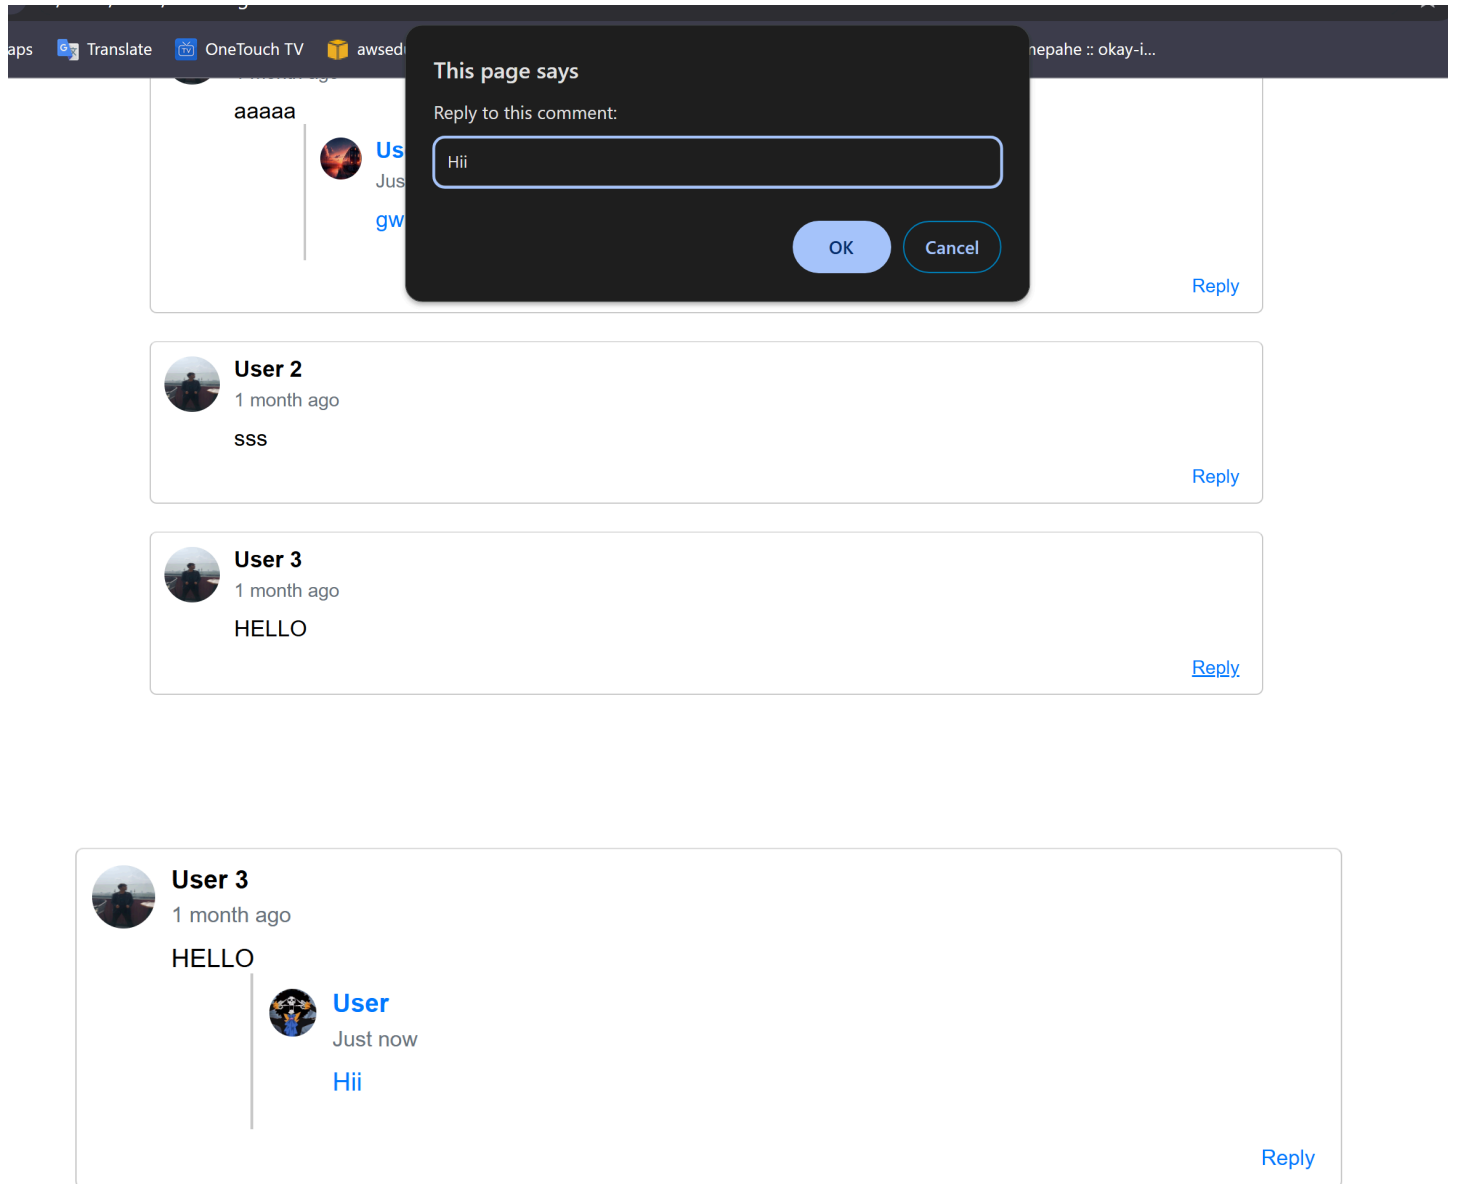 aps Translate OneTouch TV awsed nepahe :: okay-i...
This page says
Reply to this comment:
Hii
OK Cancel
aaaaa
Us
Jus
gw
Reply
User 2
1 month ago
sss
Reply
User 3
1 month ago
HELLO
Reply
User 3
1 month ago
HELLO
User
Just now
Hii
Reply